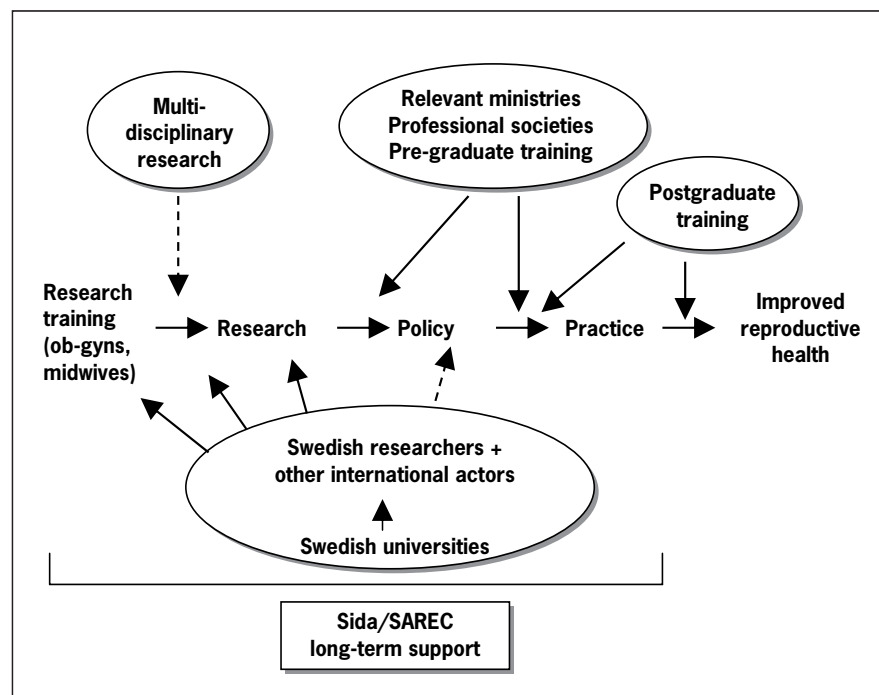 Multi-
disciplinary
research
Relevant ministries
Professional societies
Pre-graduate training
Postgraduate
training
Research
training
(ob-gyns,
midwives)
Research
Policy
Practice
Improved
reproductive
health
Swedish researchers +
other international actors
Swedish universities
Sida/SAREC
long-term support